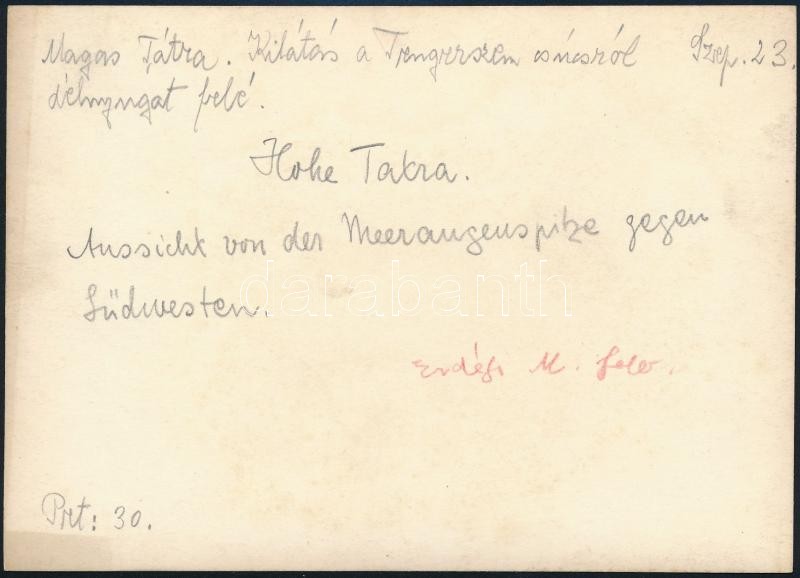 Magas Tátra. Kilátás a Tengerszem csúcsról Szep. 23.
délnyugat felé.
Hohe Tatra.
Aussicht von der Meeraugenspitze gegen
Südwesten.
darabanth
Erdélyi M. felv.
Prt: 30.